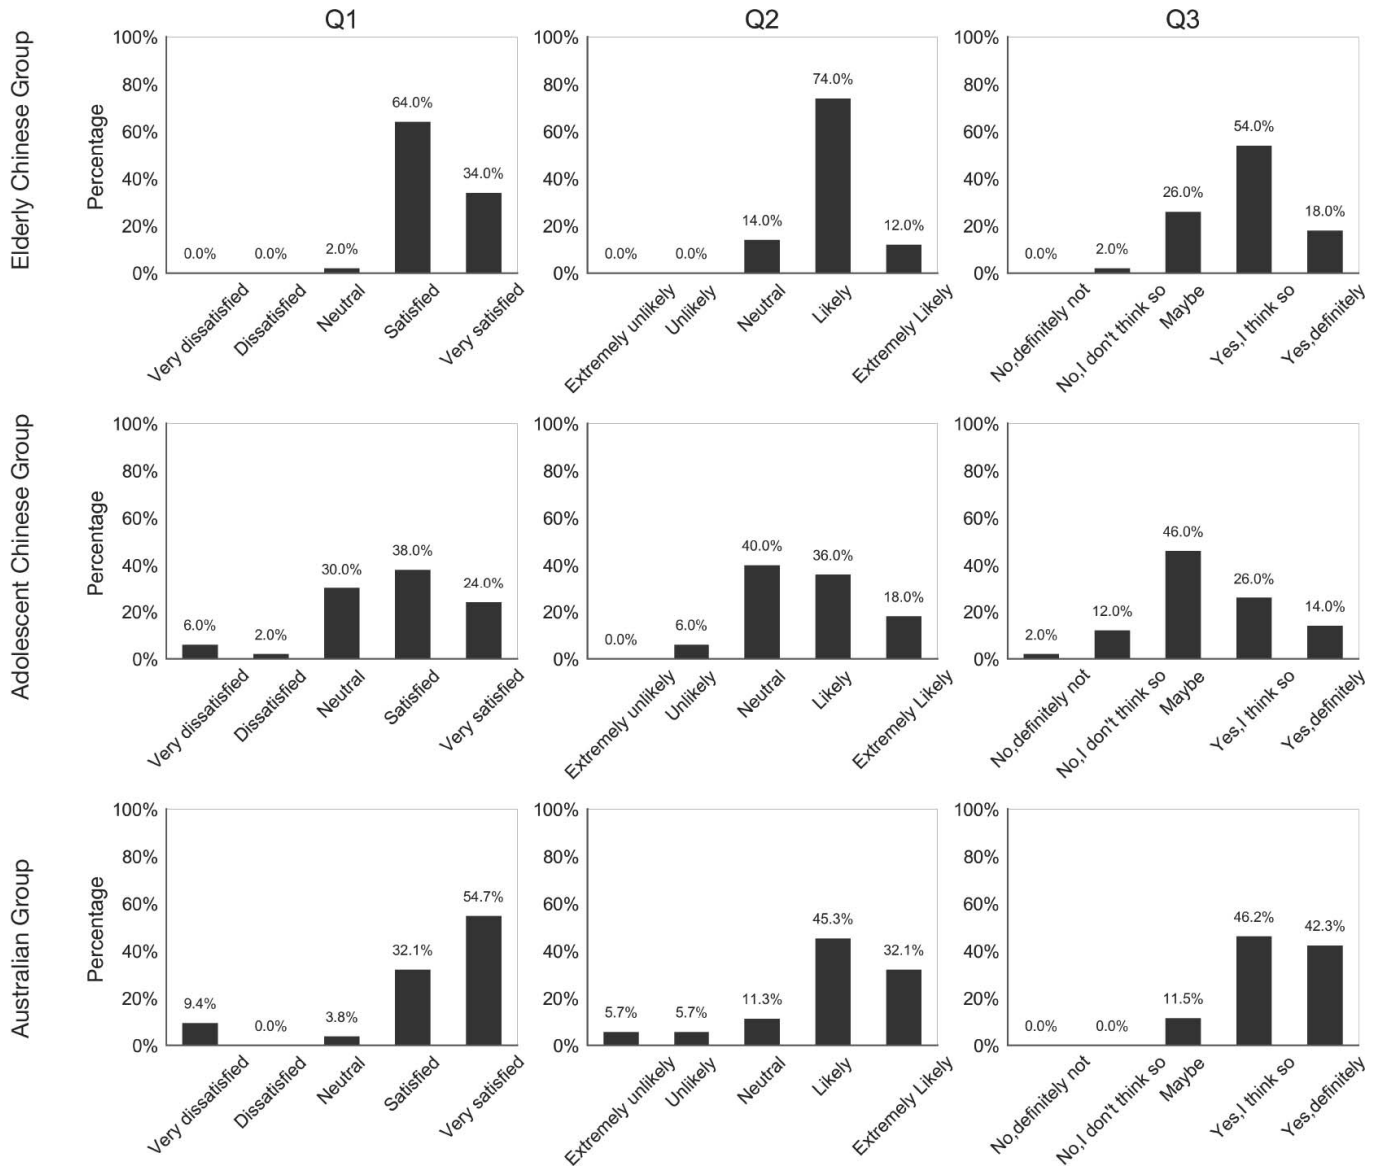 Q1
Q2
Q3
Elderly Chinese Group
Percentage
100%
80%
60%
40%
20%
0%
0.0%
0.0%
2.0%
64.0%
34.0%
Very dissatisfied
Dissatisfied
Neutral
Satisfied
Very satisfied
100%
80%
60%
40%
20%
0%
0.0%
0.0%
14.0%
74.0%
12.0%
Extremely unlikely
Unlikely
Neutral
Likely
Extremely Likely
100%
80%
60%
40%
20%
0%
0.0%
2.0%
26.0%
54.0%
18.0%
No,definitely not
No,I don't think so
Maybe
Yes,I think so
Yes,definitely
Adolescent Chinese Group
Percentage
100%
80%
60%
40%
20%
0%
6.0%
2.0%
30.0%
38.0%
24.0%
Very dissatisfied
Dissatisfied
Neutral
Satisfied
Very satisfied
100%
80%
60%
40%
20%
0%
0.0%
6.0%
40.0%
36.0%
18.0%
Extremely unlikely
Unlikely
Neutral
Likely
Extremely Likely
100%
80%
60%
40%
20%
0%
2.0%
12.0%
46.0%
26.0%
14.0%
No,definitely not
No,I don't think so
Maybe
Yes,I think so
Yes,definitely
Australian Group
Percentage
100%
80%
60%
40%
20%
0%
9.4%
0.0%
3.8%
32.1%
54.7%
Very dissatisfied
Dissatisfied
Neutral
Satisfied
Very satisfied
100%
80%
60%
40%
20%
0%
5.7%
5.7%
11.3%
45.3%
32.1%
Extremely unlikely
Unlikely
Neutral
Likely
Extremely Likely
100%
80%
60%
40%
20%
0%
0.0%
0.0%
11.5%
46.2%
42.3%
No,definitely not
No,I don't think so
Maybe
Yes,I think so
Yes,definitely